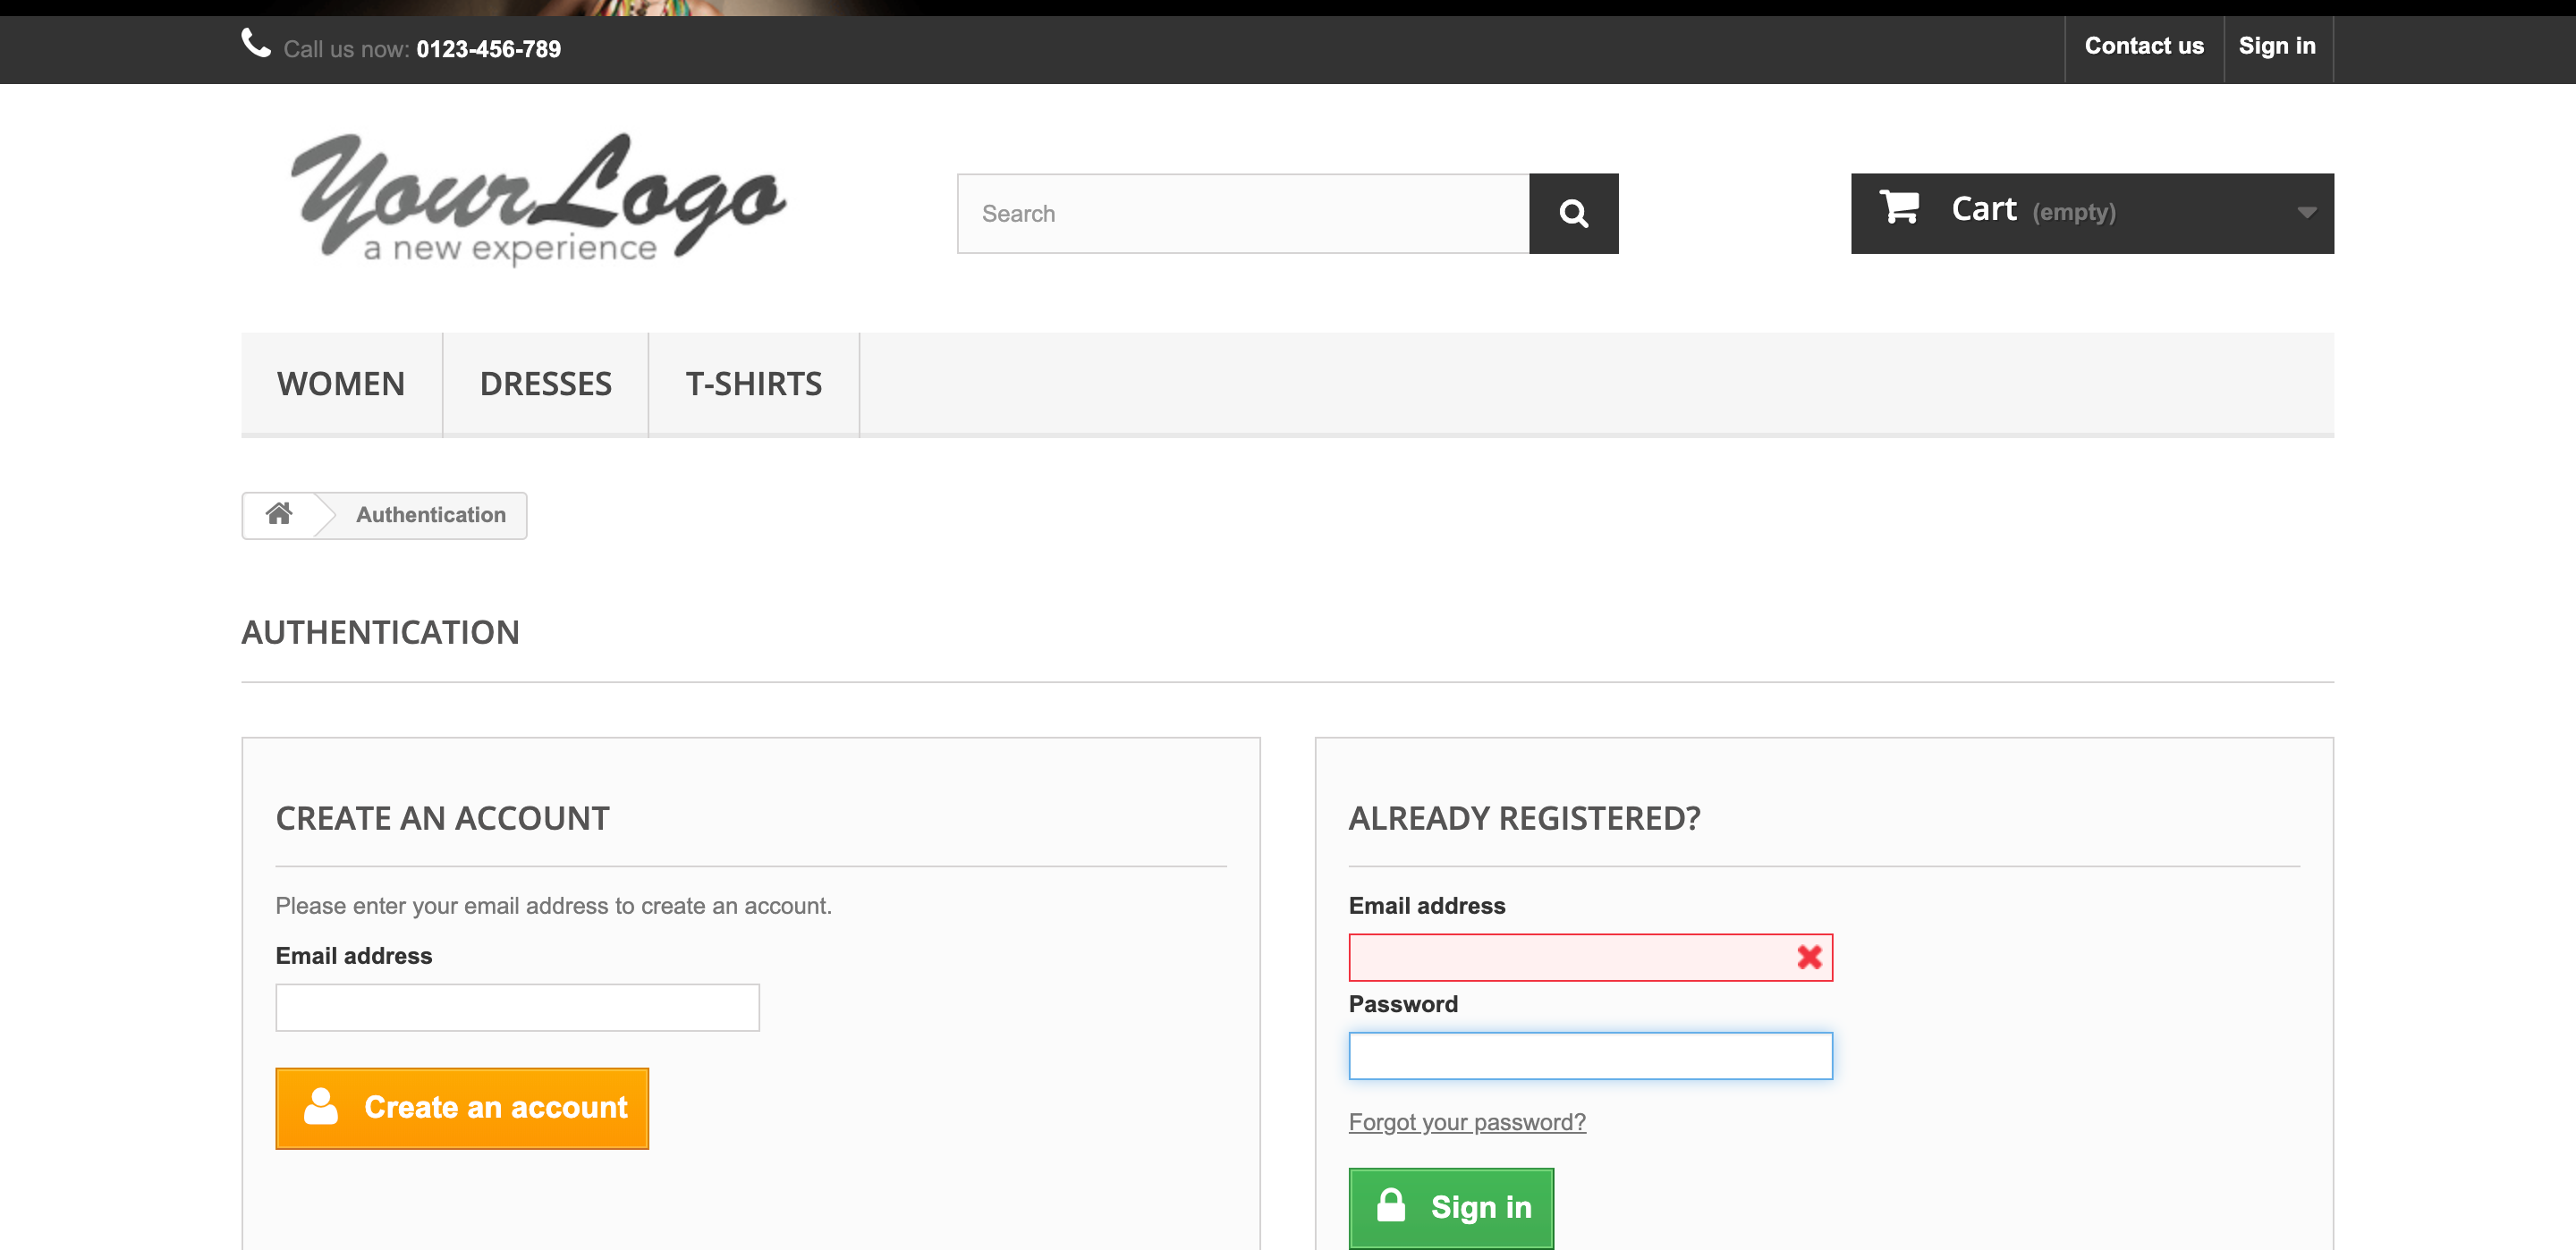 Call us now: 0123-456-789
Contact us
Sign in
YourLogo
a new experience
Search
Cart (empty)
WOMEN
DRESSES
T-SHIRTS
Authentication
AUTHENTICATION
CREATE AN ACCOUNT
Please enter your email address to create an account.
Email address
Create an account
ALREADY REGISTERED?
Email address
Password
Forgot your password?
Sign in